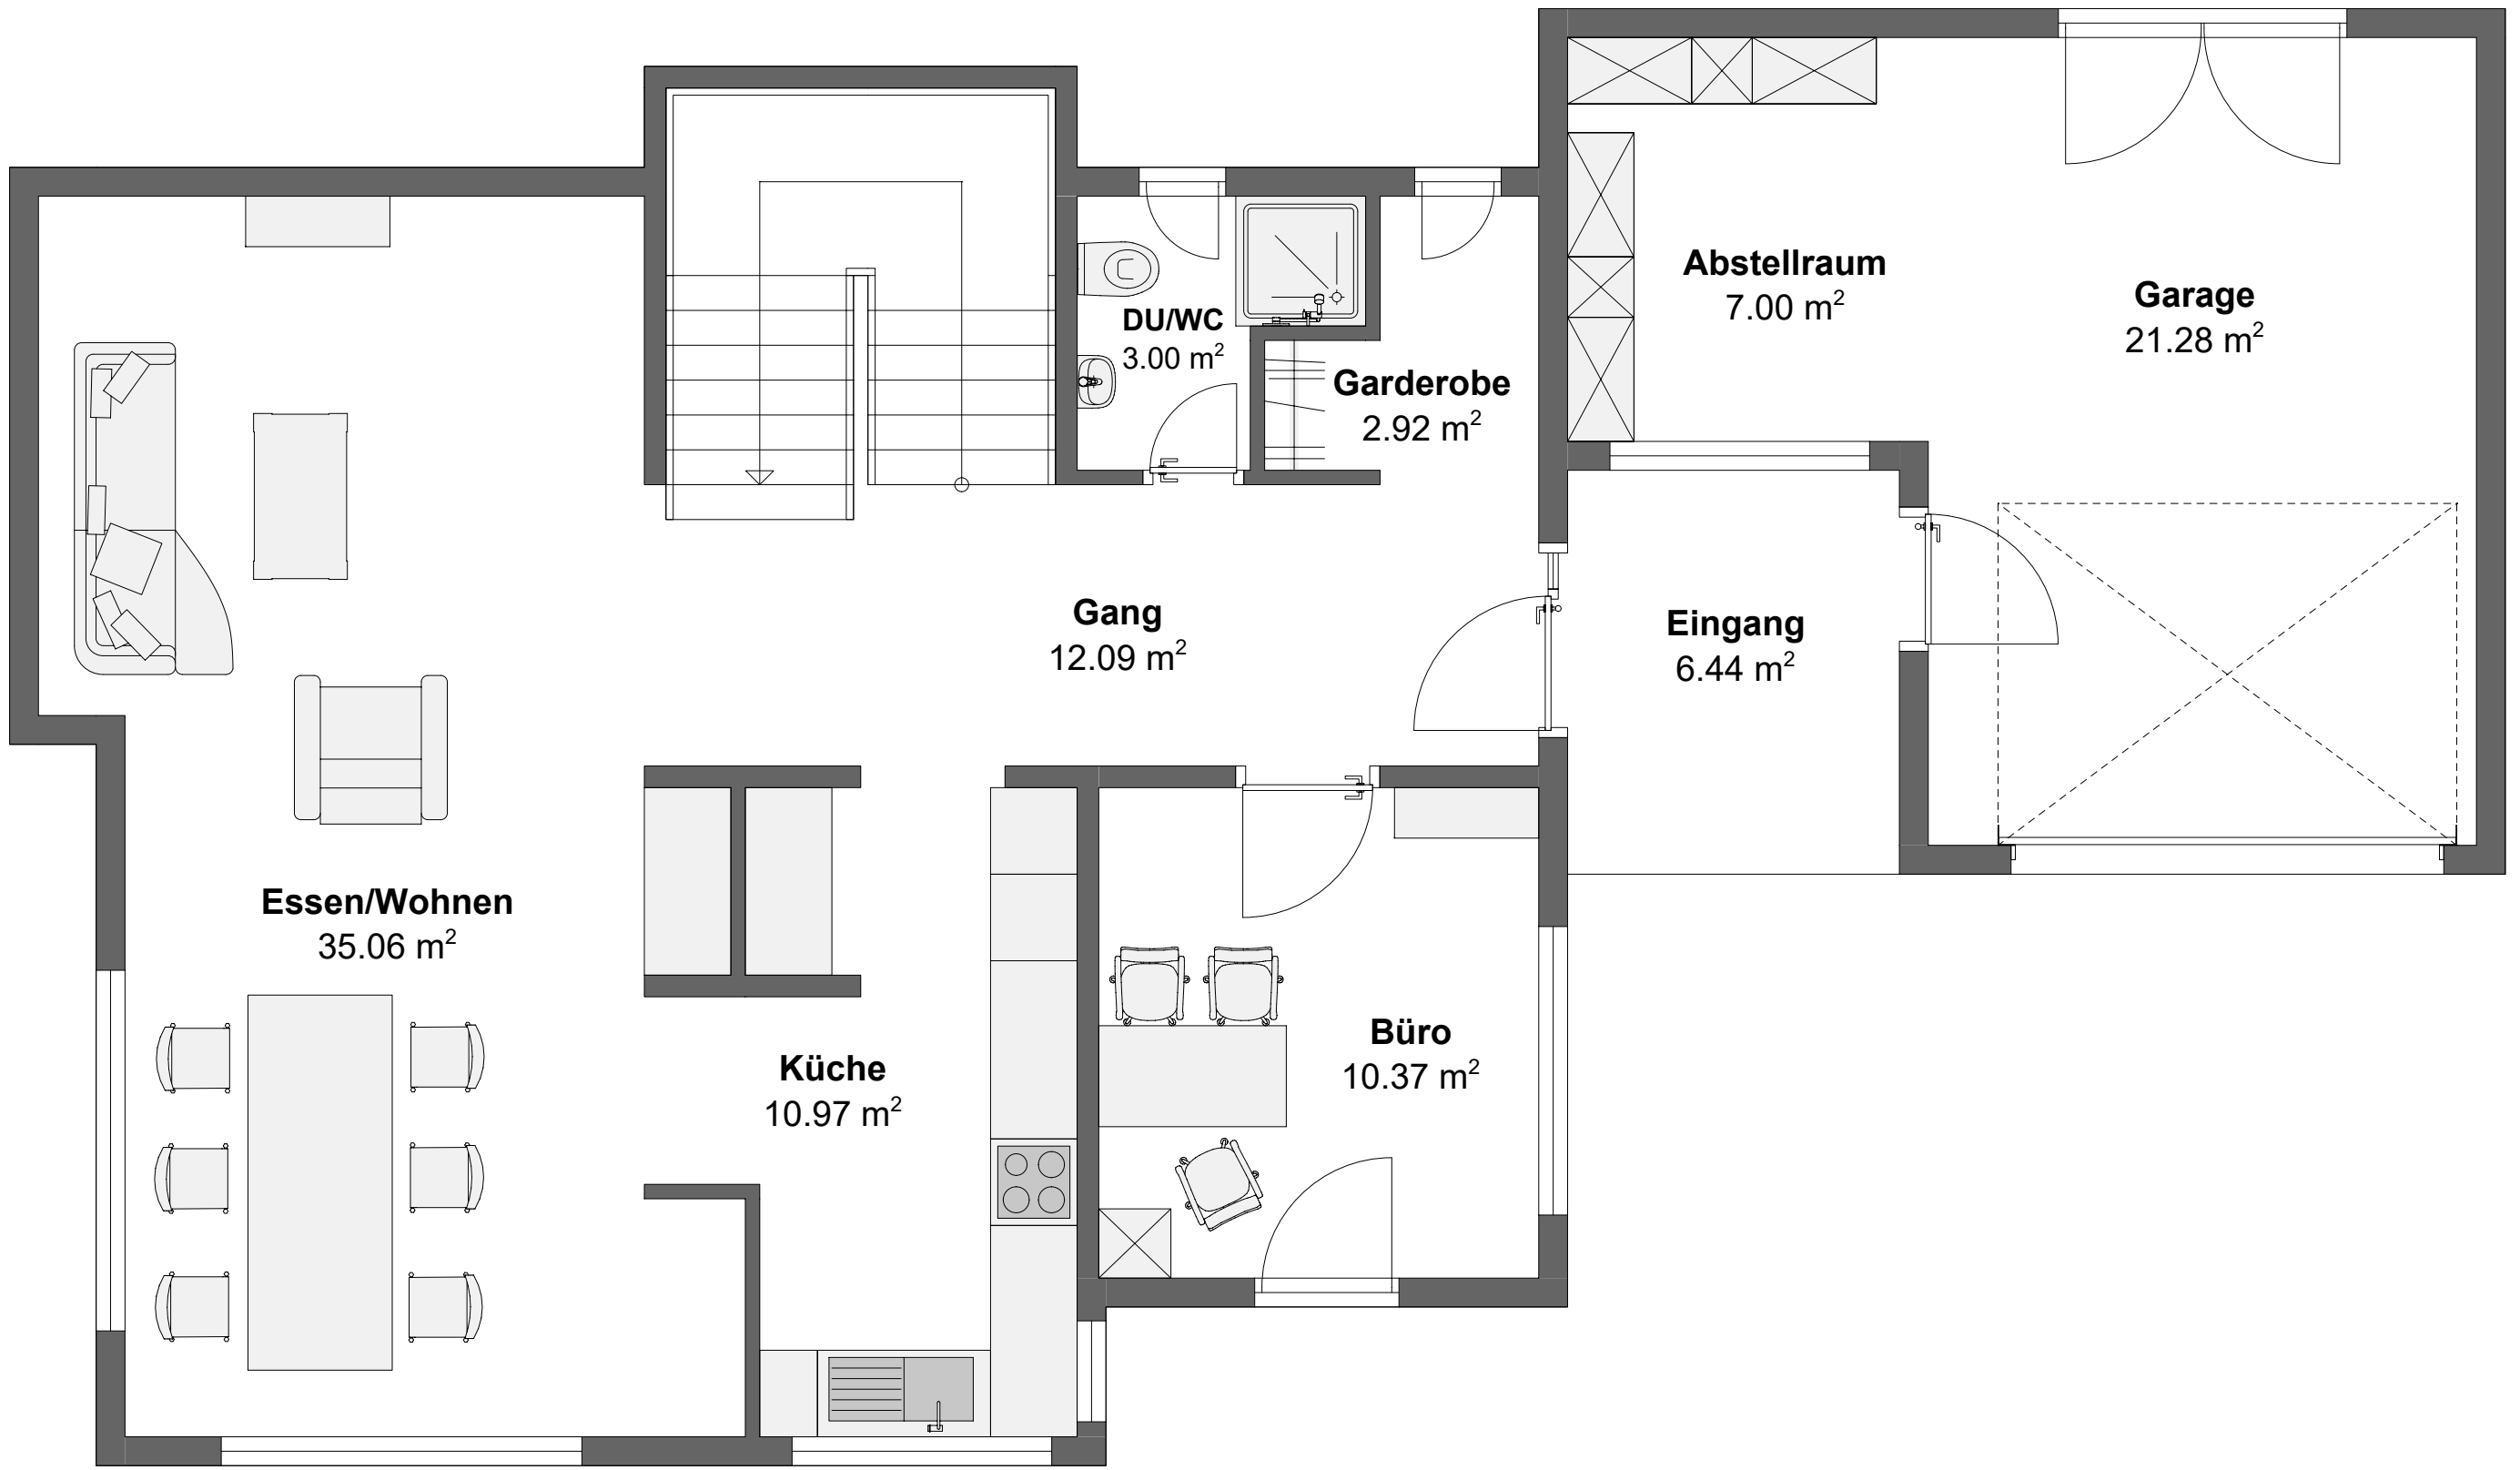 Abstellraum
7.00 m²
Garage
21.28 m²
DU/WC
3.00 m²
Garderobe
2.92 m²
Gang
12.09 m²
Eingang
6.44 m²
Essen/Wohnen
35.06 m²
Küche
10.97 m²
Büro
10.37 m²